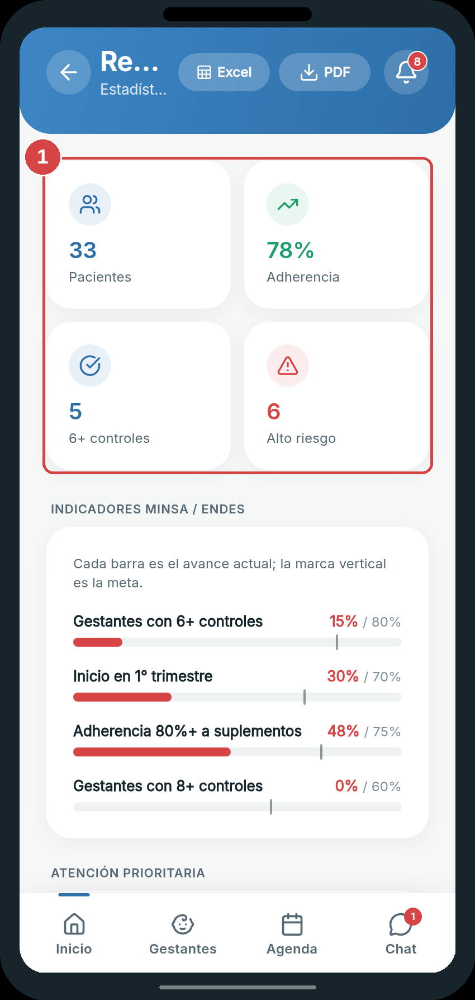 Re...
Estadíst...
Excel
PDF
8
1
33
Pacientes
78%
Adherencia
5
6+ controles
6
Alto riesgo
INDICADORES MINSA / ENDES
Cada barra es el avance actual; la marca vertical
es la meta.
Gestantes con 6+ controles 15% / 80%
Inicio en 1° trimestre 30% / 70%
Adherencia 80%+ a suplementos 48% / 75%
Gestantes con 8+ controles 0% / 60%
ATENCIÓN PRIORITARIA
1
Inicio Gestantes Agenda Chat